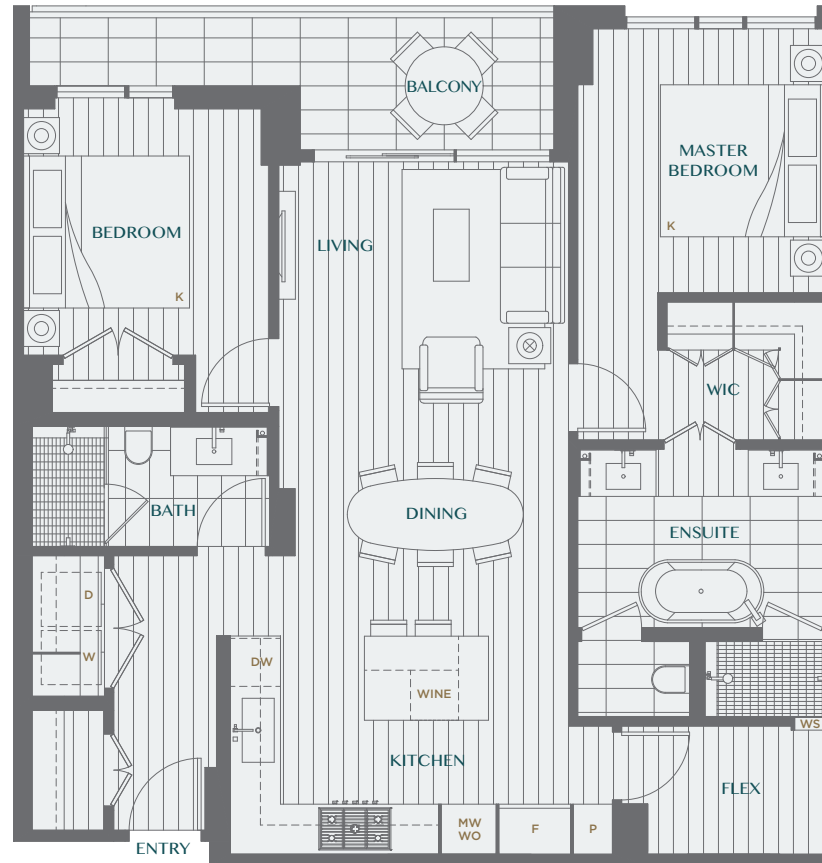 BALCONY
MASTER
BEDROOM
K
BEDROOM
K
LIVING
WIC
BATH
DINING
ENSUITE
D
W
DW
WINE
WS
KITCHEN
FLEX
MW
WO
F
P
ENTRY